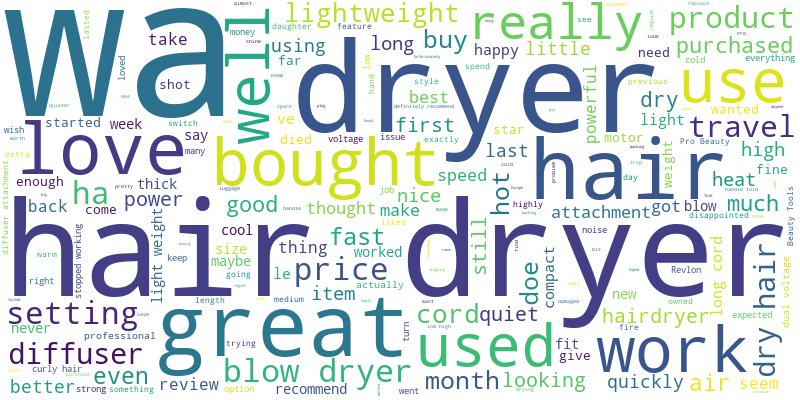 wa
dryer
really
product
lightweight
purchased
buy
well
take
using
long
happy
little
need
money
daughter
feature
see
lasted
loved
shot
far
style
best
powerful
cold
everything
previous
definitely recommend
use
love
started
week
say
many
ve
first
dry
wanted
travel
switch
died
voltage
issue
exactly
star
light
motor
Pro Beauty
bought
hair
high
wish
extra
enough
thick
ha
power
back
come
good
thought
nice
make
speed
last
hot
weight
heat
fine
much
attachment
got
blow
disappointed
highly
job
diffuser attachment
hair dryer
cool
fast
still
size
maybe
thing
worked
price
le
item
actually
going
keep
light weight
stopped working
warm
right
noise
compact
Revlon
new
owned
expected
long cord
dual voltage
Beauty Tools
dry hair
setting
never
professional
length
medium
great
cord
quiet
doe
hairdryer
fire
used
work
fit
give
diffuser
curly hair
trying
turn
better
even
strong
something
review
option
blow dryer
recommend
went
month
looking
quickly
air
seem